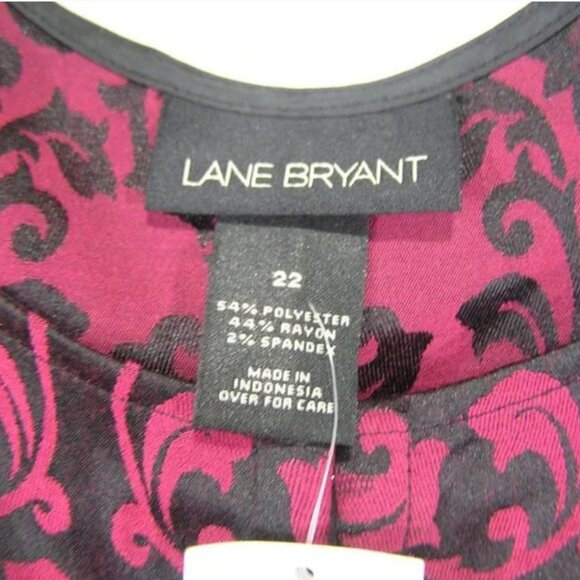 LANE BRYANT
22
54% POLYESTER
44% RAYON
2% SPANDEX
MADE IN
INDONESIA
OVER FOR CARE